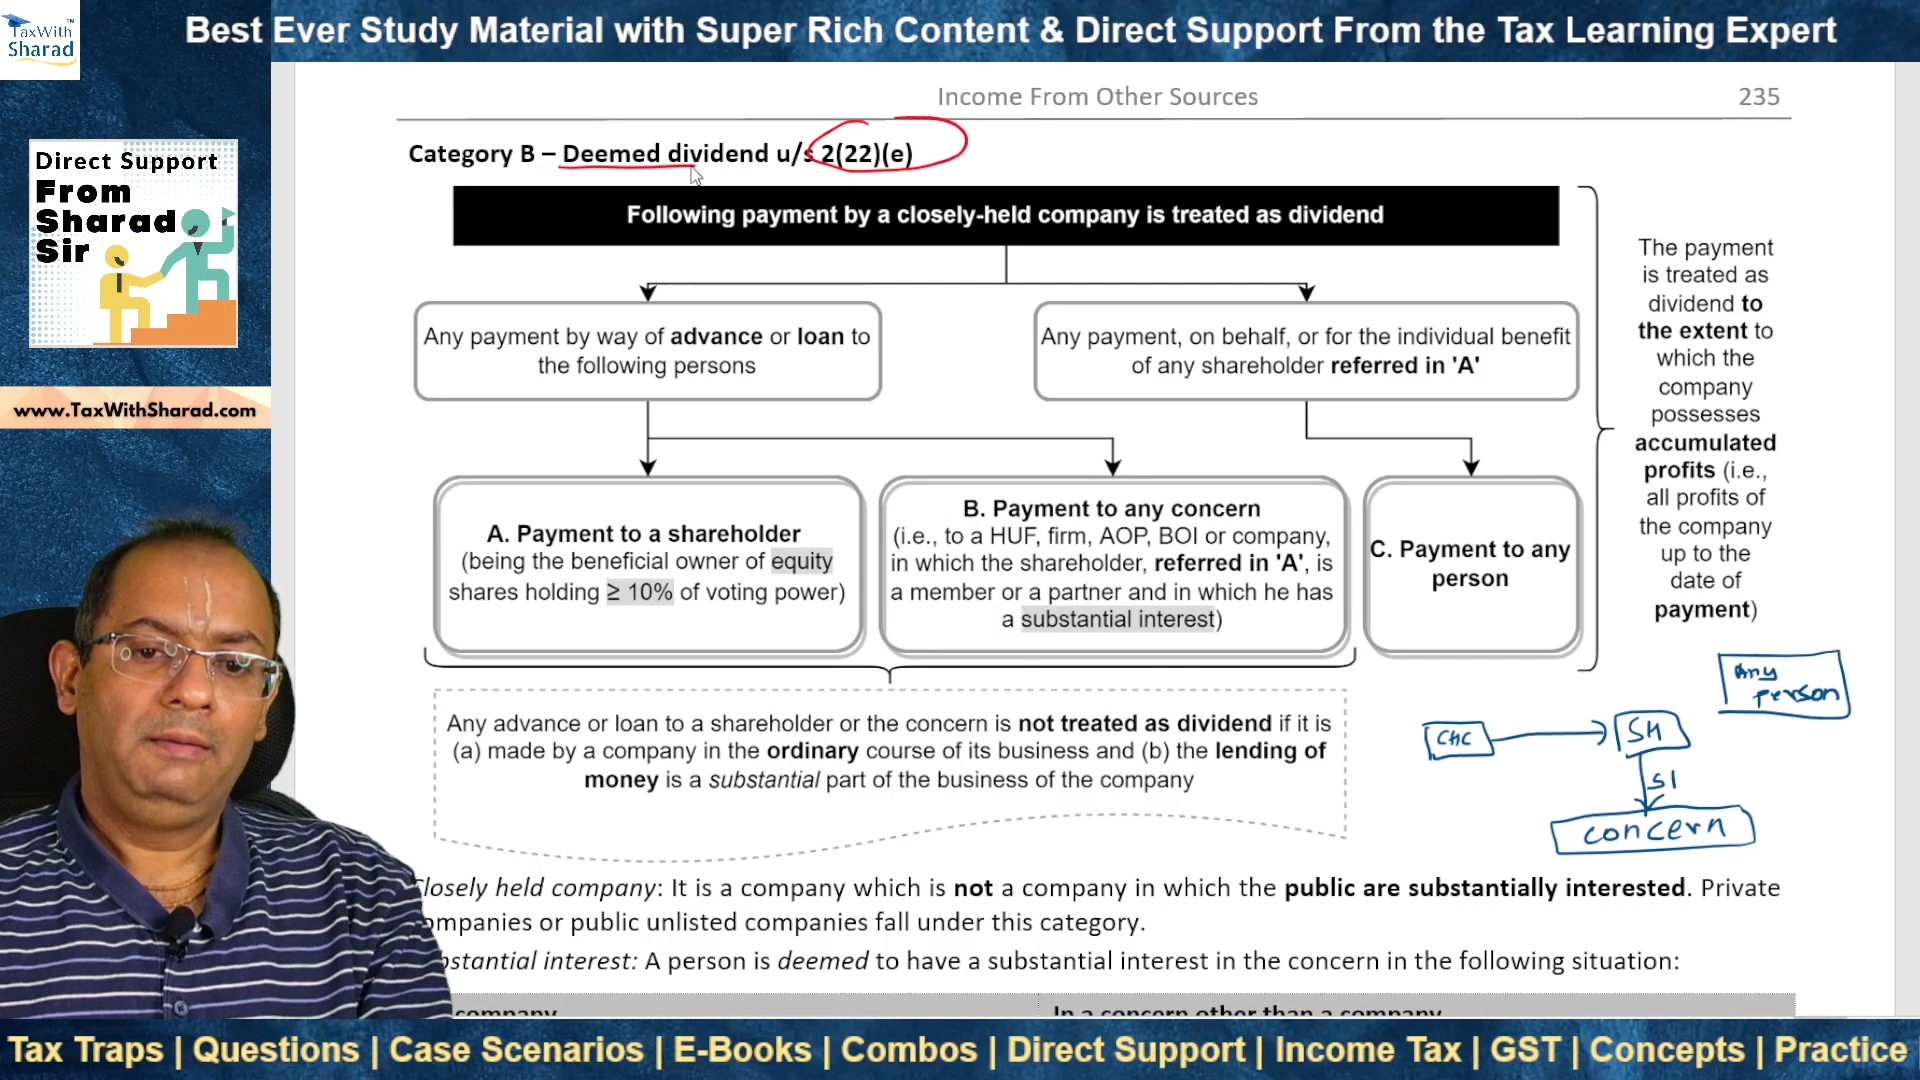 TaxWith
Sharad
Best Ever Study Material with Super Rich Content & Direct Support From the Tax Learning Expert
Direct Support
From
Sharad
Sir
www.TaxWithSharad.com
Income From Other Sources 235
Category B – Deemed dividend u/s 2(22)(e)
Following payment by a closely-held company is treated as dividend
Any payment by way of advance or loan to
the following persons
Any payment, on behalf, or for the individual benefit
of any shareholder referred in 'A'
A. Payment to a shareholder
(being the beneficial owner of equity
shares holding ≥ 10% of voting power)
B. Payment to any concern
(i.e., to a HUF, firm, AOP, BOI or company,
in which the shareholder, referred in 'A', is
a member or a partner and in which he has
a substantial interest)
C. Payment to any
person
The payment
is treated as
dividend to
the extent to
which the
company
possesses
accumulated
profits (i.e.,
all profits of
the company
up to the
date of
payment)
Any advance or loan to a shareholder or the concern is not treated as dividend if it is
(a) made by a company in the ordinary course of its business and (b) the lending of
money is a substantial part of the business of the company
Any
person
CHC
SH
SI
concern
losely held company: It is a company which is not a company in which the public are substantially interested. Private
ompanies or public unlisted companies fall under this category.
bstantial interest: A person is deemed to have a substantial interest in the concern in the following situation:
company
In a concern other than a company
Tax Traps | Questions | Case Scenarios | E-Books | Combos | Direct Support | Income Tax | GST | Concepts | Practice